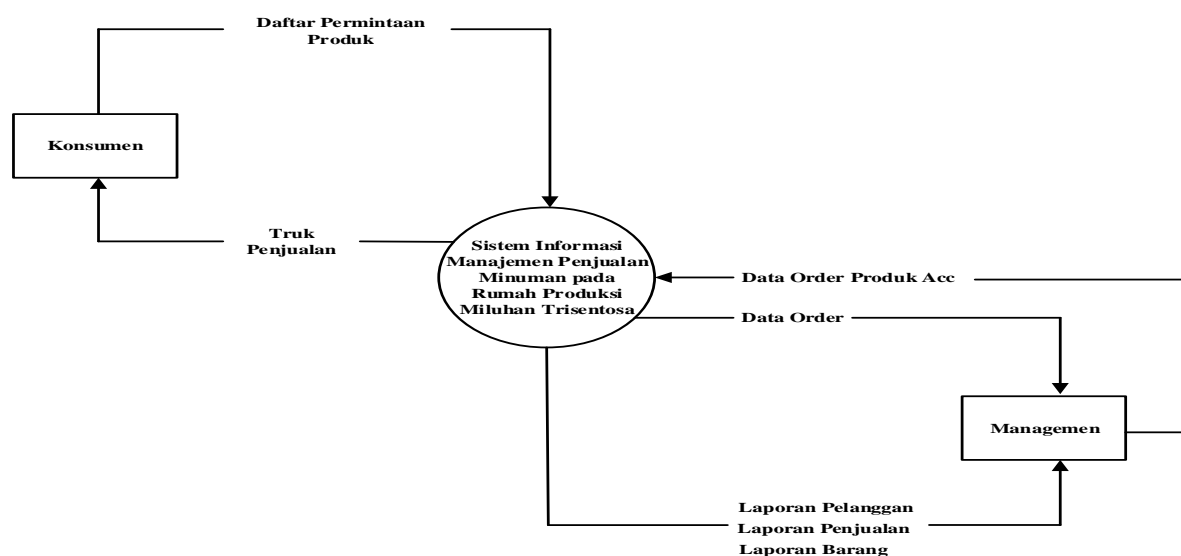 Daftar Permintaan
Produk
Konsumen
Truk
Penjualan
Sistem Informasi
Manajemen Penjualan
Minuman pada
Rumah Produksi
Miluhan Trisentosa
Data Order Produk Acc
Data Order
Managemen
Laporan Pelanggan
Laporan Penjualan
Laporan Barang